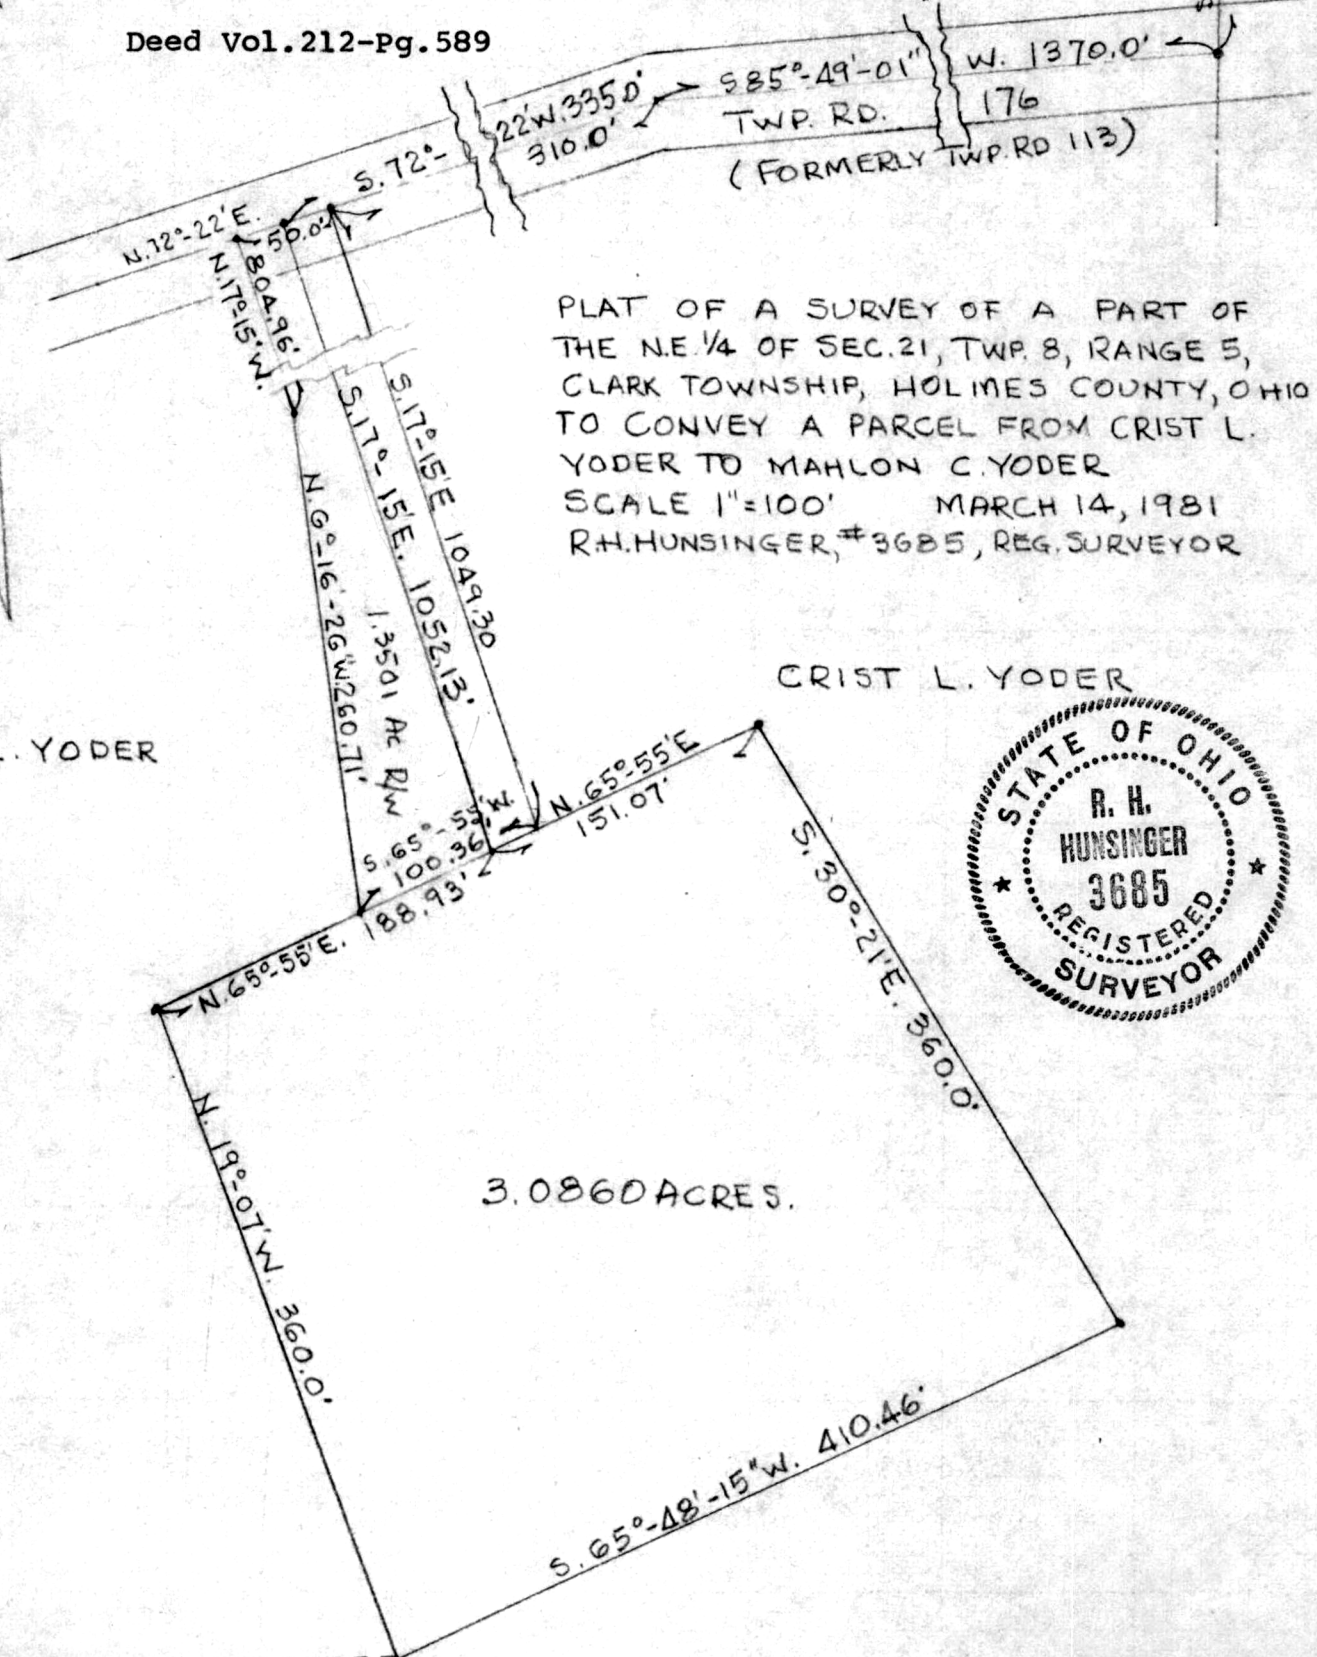 Deed Vol.212-Pg.589
S85°-49'-01" W. 1370.0'
TWP. RD. 176
(FORMERLY TWP. RD 113)
S. 72°-22'W. 335.0'
310.0'
N.72°-22'E.
50.0'
804.96'
N.17°-15'W.
PLAT OF A SURVEY OF A PART OF
THE N.E. 1/4 OF SEC.21, TWP. 8, RANGE 5,
CLARK TOWNSHIP, HOLMES COUNTY, OHIO
TO CONVEY A PARCEL FROM CRIST L.
YODER TO MAHLON C. YODER
SCALE 1"=100' MARCH 14, 1981
R.H. HUNSINGER, #3685, REG. SURVEYOR
S.17°-15'E 1049.30
S.17°-15'E. 1052.13'
N.6°-16'-26"W. 260.71'
1.3501 Ac R/W
CRIST L. YODER
L. YODER
STATE OF OHIO
R. H.
HUNSINGER
3685
REGISTERED
SURVEYOR
N.65°-55'E
151.07'
S.65°-55'W.
100.36'
188.93'
N.65°-55'E.
S. 30°-21'E. 360.0'
N. 19°-07'W. 360.0'
3.0860 ACRES.
S. 65°-48'-15"W. 410.46'